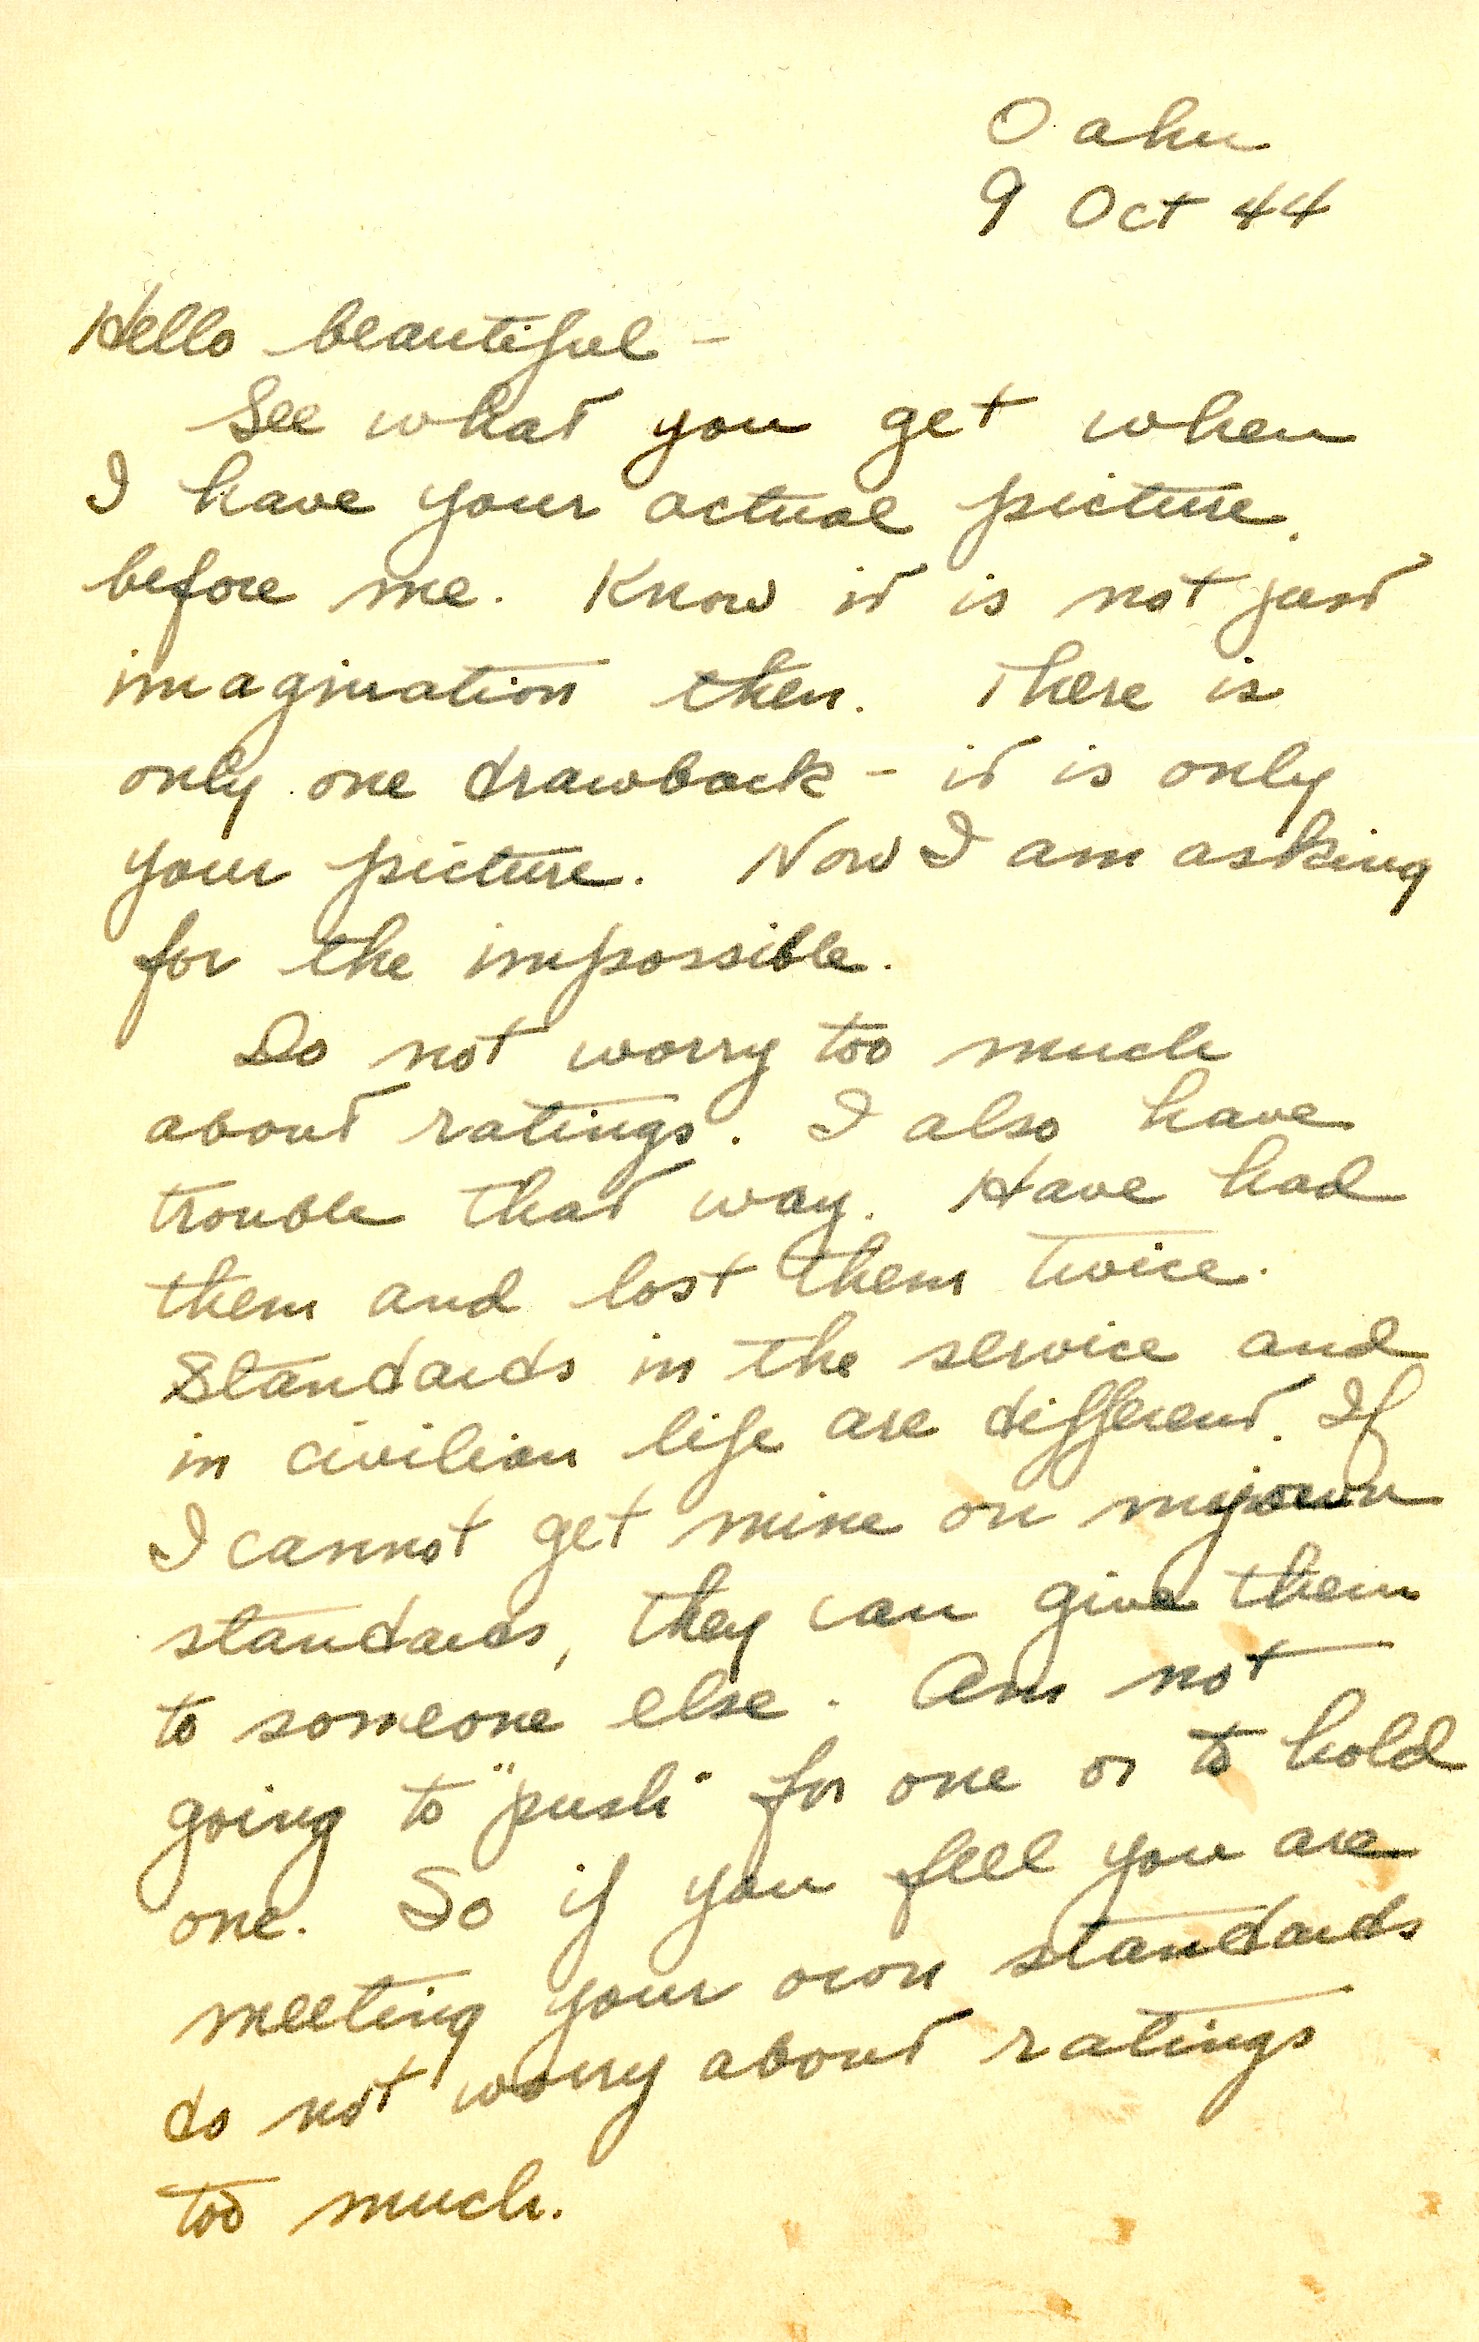 Oahu
9 Oct 44
Hello beautiful -
See what you get when
I have your actual picture
before me. Know it is not just
imagination then. There is
only one drawback - it is only
your picture. Now I am asking
for the impossible.
Do not worry too much
about ratings. I also have
trouble that way. Have had
them and lost them twice.
Standards in the service and
in civilian life are different. If
I cannot get mine on my own
standards, they can give them
to someone else. Am not
going to "push" for one or to hold
one. So if you feel you are
meeting your own standards
do not worry about ratings
too much.